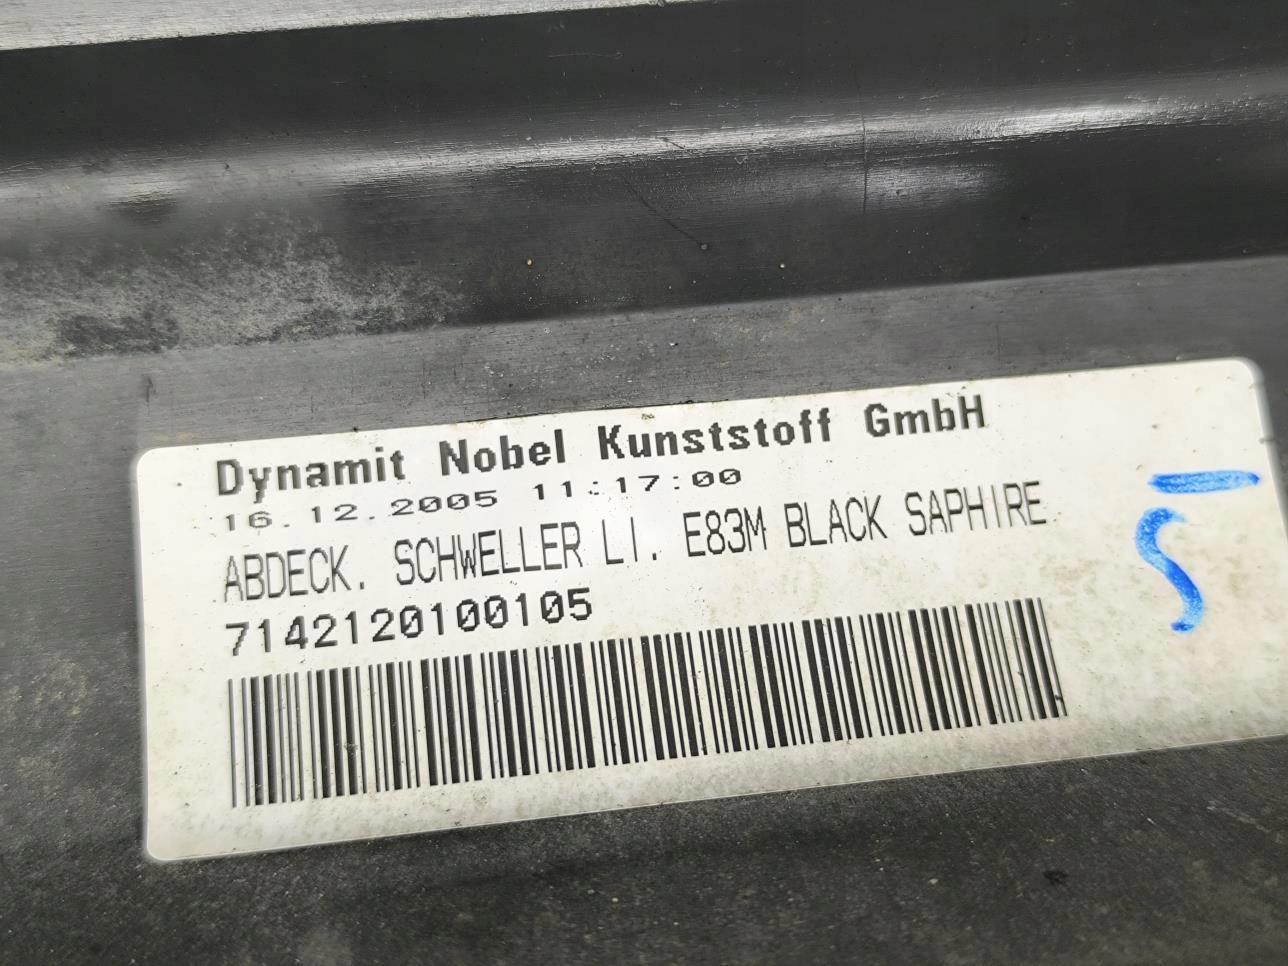 Dynamit Nobel Kunststoff GmbH
16.12.2005 11:17:00
ABDECK. SCHWELLER LI. E83M BLACK SAPHIRE
7142120100105